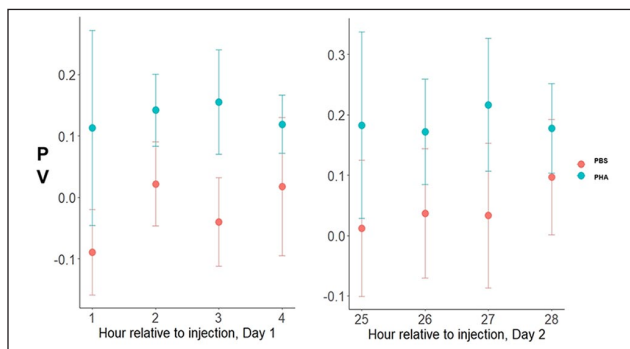 P
V
0.2
0.1
0.0
-0.1
1 2 3 4
Hour relative to injection, Day 1
0.3
0.2
0.1
0.0
-0.1
25 26 27 28
Hour relative to injection, Day 2
PBS
PHA